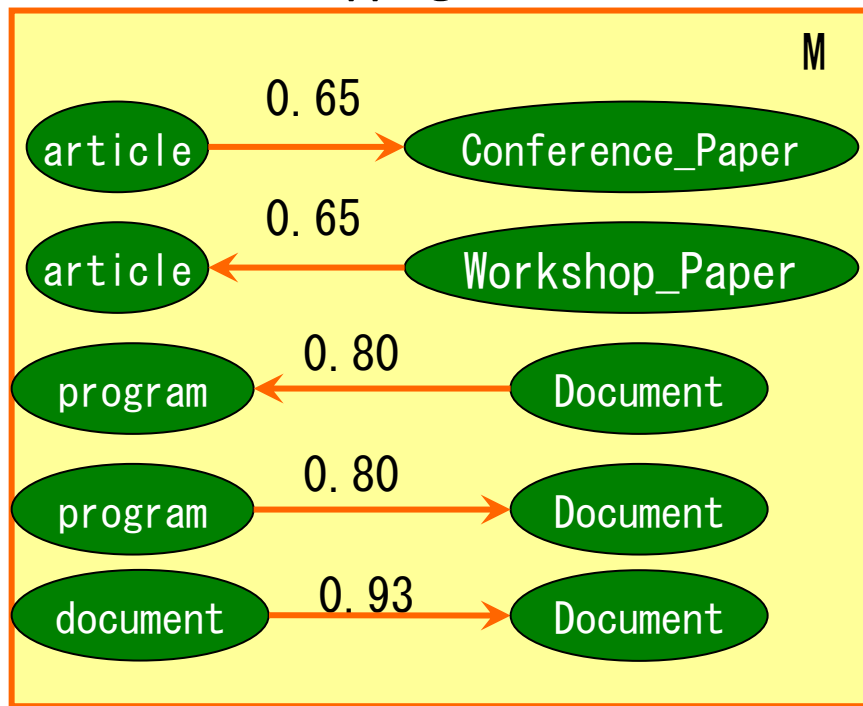 M
0.65
article Conference_Paper
0.65
article Workshop_Paper
0.80
program Document
0.80
program Document
0.93
document Document